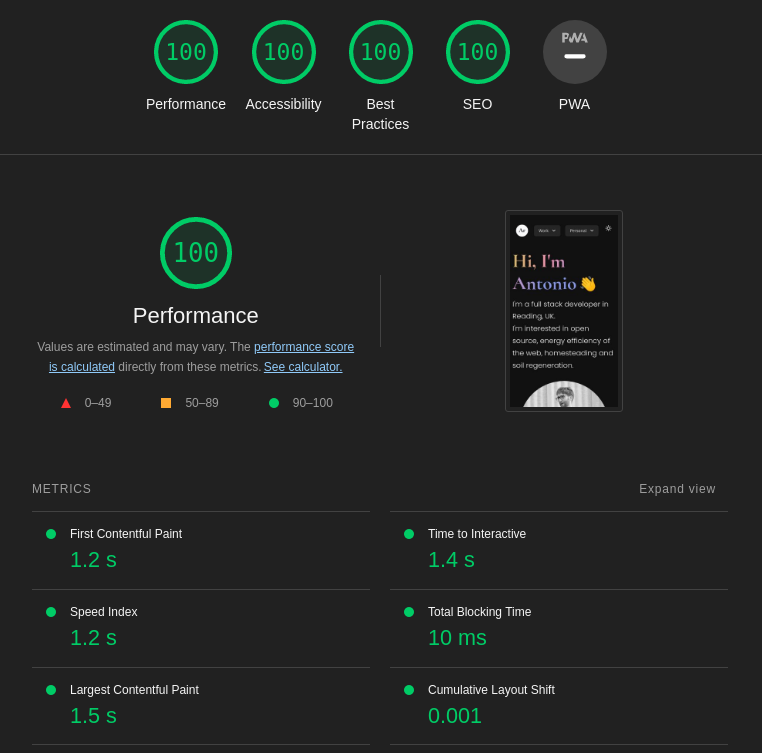 100 100 100 100 PWA
Performance Accessibility Best Practices SEO PWA
100
Performance
Values are estimated and may vary. The performance score
is calculated directly from these metrics. See calculator.
0–49 50–89 90–100
Ae Work Personal
Hi, I'm
Antonio 👋
I'm a full stack developer in
Reading, UK.
I'm interested in open
source, energy efficiency of
the web, homesteading and
soil regeneration.
METRICS Expand view
First Contentful Paint
1.2 s
Time to Interactive
1.4 s
Speed Index
1.2 s
Total Blocking Time
10 ms
Largest Contentful Paint
1.5 s
Cumulative Layout Shift
0.001